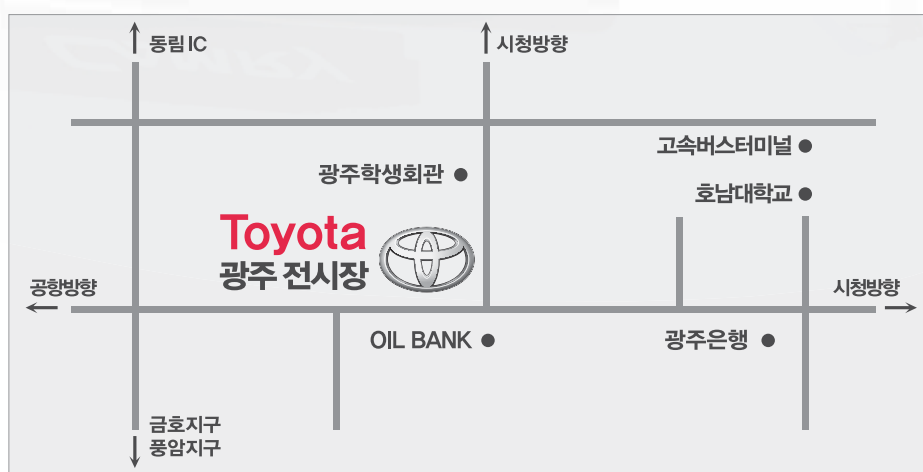 동림 IC
시청방향
고속버스터미널
광주학생회관
호남대학교
Toyota
광주 전시장
공항방향
시청방향
OIL BANK
광주은행
금호지구
풍암지구